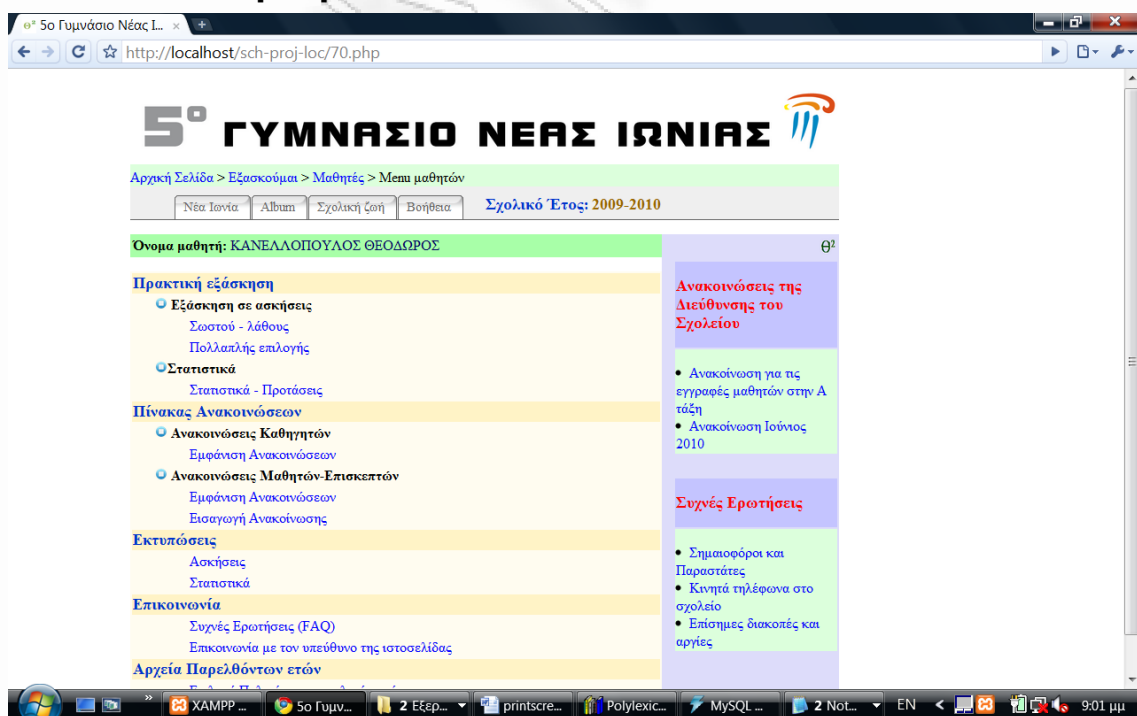 5ο Γυμνάσιο Νέας Ι...
http://localhost/sch-proj-loc/70.php
5° ΓΥΜΝΑΣΙΟ ΝΕΑΣ ΙΩΝΙΑΣ
Αρχική Σελίδα > Εξασκούμαι > Μαθητές > Menu μαθητών
Νέα Ιωνία Album Σχολική ζωή Βοήθεια Σχολικό Έτος: 2009-2010
Όνομα μαθητή: ΚΑΝΕΛΛΟΠΟΥΛΟΣ ΘΕΟΔΩΡΟΣ
Πρακτική εξάσκηση
Εξάσκηση σε ασκήσεις
Σωστού - λάθους
Πολλαπλής επιλογής
Στατιστικά
Στατιστικά - Προτάσεις
Πίνακας Ανακοινώσεων
Ανακοινώσεις Καθηγητών
Εμφάνιση Ανακοινώσεων
Ανακοινώσεις Μαθητών-Επισκεπτών
Εμφάνιση Ανακοινώσεων
Εισαγωγή Ανακοίνωσης
Εκτυπώσεις
Ασκήσεις
Στατιστικά
Επικοινωνία
Συχνές Ερωτήσεις (FAQ)
Επικοινωνία με τον υπεύθυνο της ιστοσελίδας
Αρχεία Παρελθόντων ετών
θ²
Ανακοινώσεις της
Διεύθυνσης του
Σχολείου
• Ανακοίνωση για τις
εγγραφές μαθητών στην Α
τάξη
• Ανακοίνωση Ιούνιος
2010
Συχνές Ερωτήσεις
• Σημαιοφόροι και
Παραστάτες
• Κινητά τηλέφωνα στο
σχολείο
• Επίσημες διακοπές και
αργίες
XAMPP ... 5ο Γυμν... 2 Εξερ... printscre... Polylexic... MySQL ... 2 Not... EN 9:01 μμ